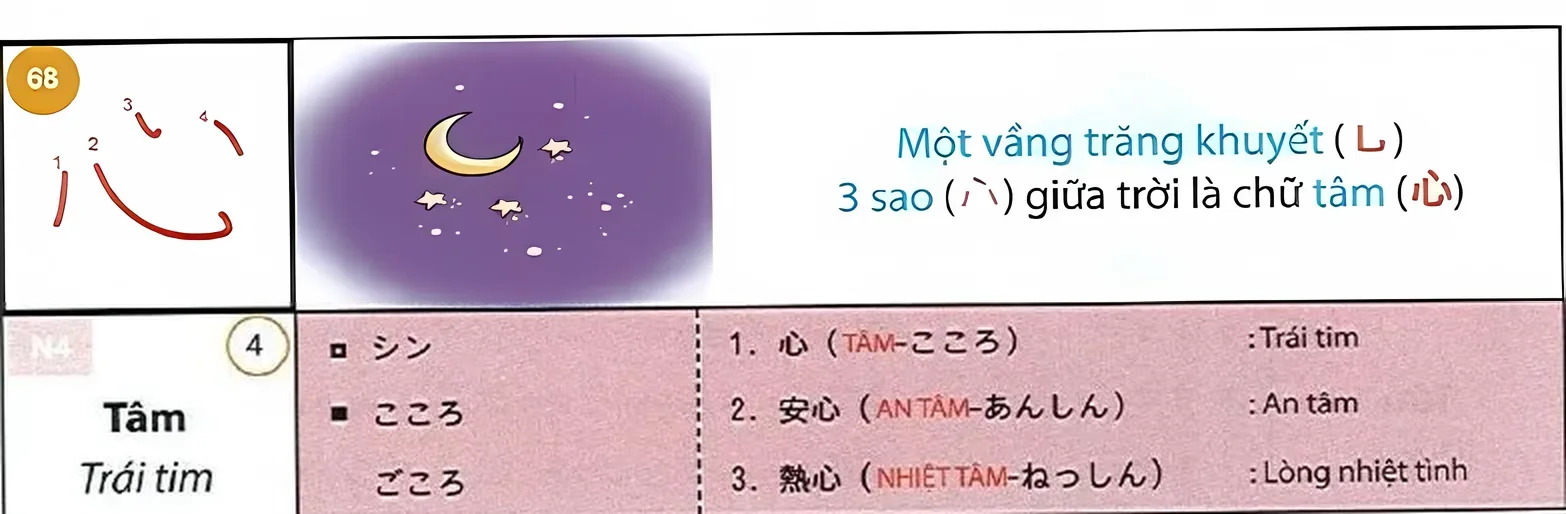 68
1 2 3 4
Một vầng trăng khuyết (乚)
3 sao (丶丶丶) giữa trời là chữ tâm (心)
N4
4
Tâm
Trái tim
シン
こころ
ごころ
1. 心 (TÂM-こころ) : Trái tim
2. 安心 (AN TÂM-あんしん) : An tâm
3. 熱心 (NHIỆT TÂM-ねっしん) : Lòng nhiệt tình